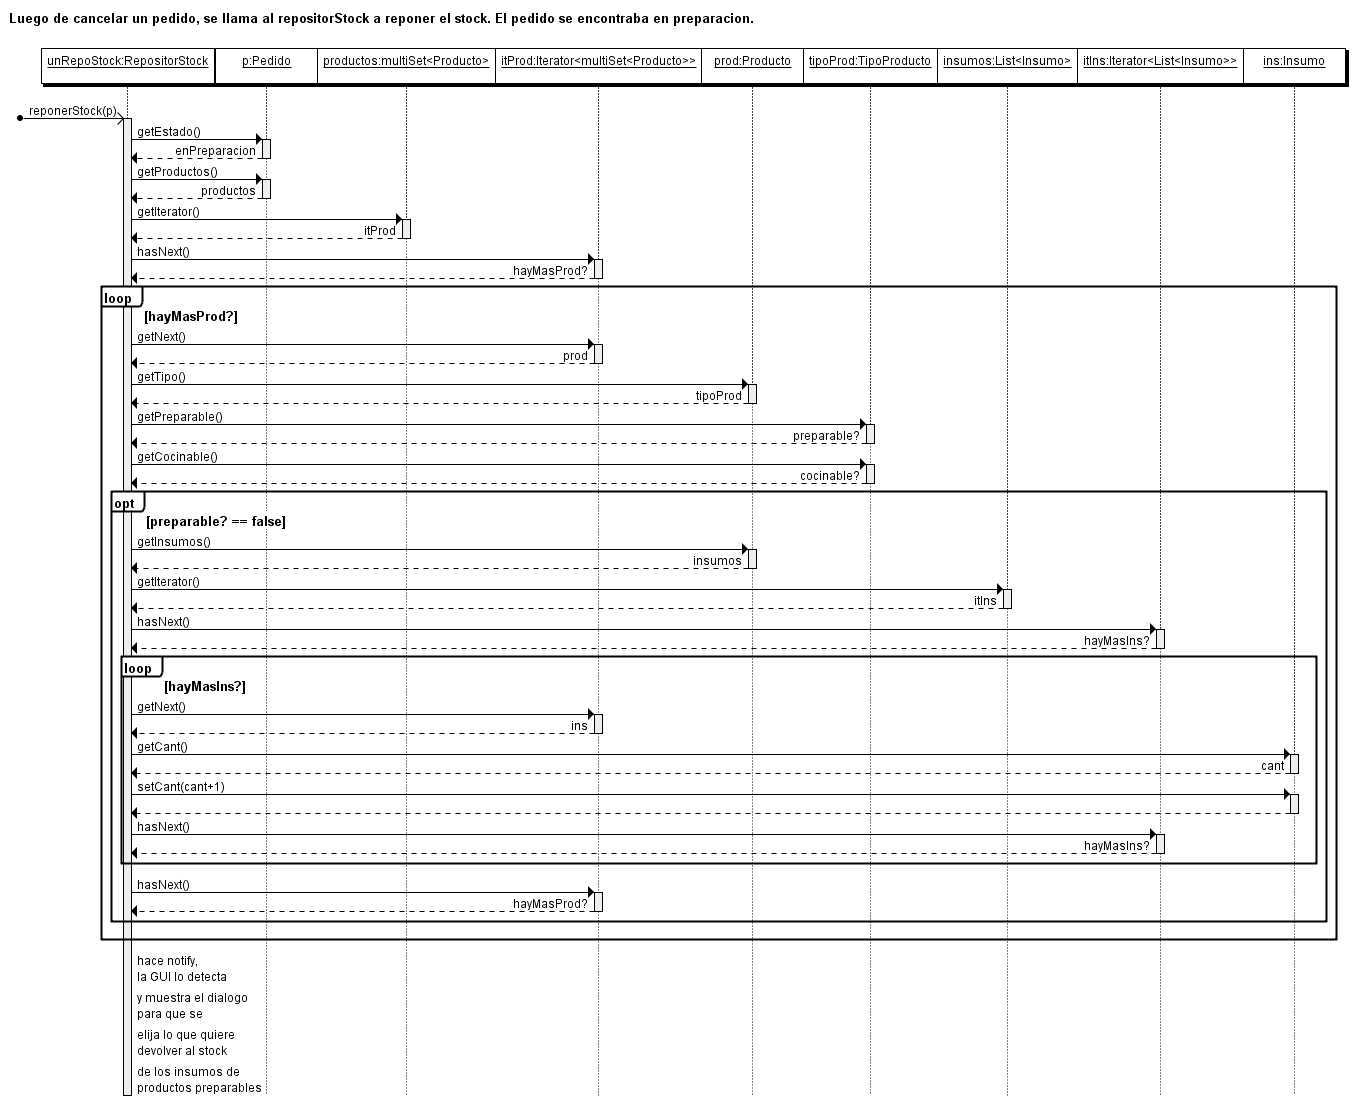 Luego de cancelar un pedido, se llama al repositorStock a reponer el stock. El pedido se encontraba en preparacion.
unRepoStock:RepositorStock
p:Pedido
productos:multiSet<Producto>
itProd:Iterator<multiSet<Producto>>
prod:Producto
tipoProd:TipoProducto
insumos:List<Insumo>
itIns:Iterator<List<Insumo>>
ins:Insumo
reponerStock(p)
getEstado()
enPreparacion
getProductos()
productos
getIterator()
itProd
hasNext()
hayMasProd?
loop
[hayMasProd?]
getNext()
prod
getTipo()
tipoProd
getPreparable()
preparable?
getCocinable()
cocinable?
opt
[preparable? == false]
getInsumos()
insumos
getIterator()
itIns
hasNext()
hayMasIns?
loop
[hayMasIns?]
getNext()
ins
getCant()
cant
setCant(cant+1)
hasNext()
hayMasIns?
hasNext()
hayMasProd?
hace notify,
la GUI lo detecta
y muestra el dialogo
para que se
elija lo que quiere
devolver al stock
de los insumos de
productos preparables